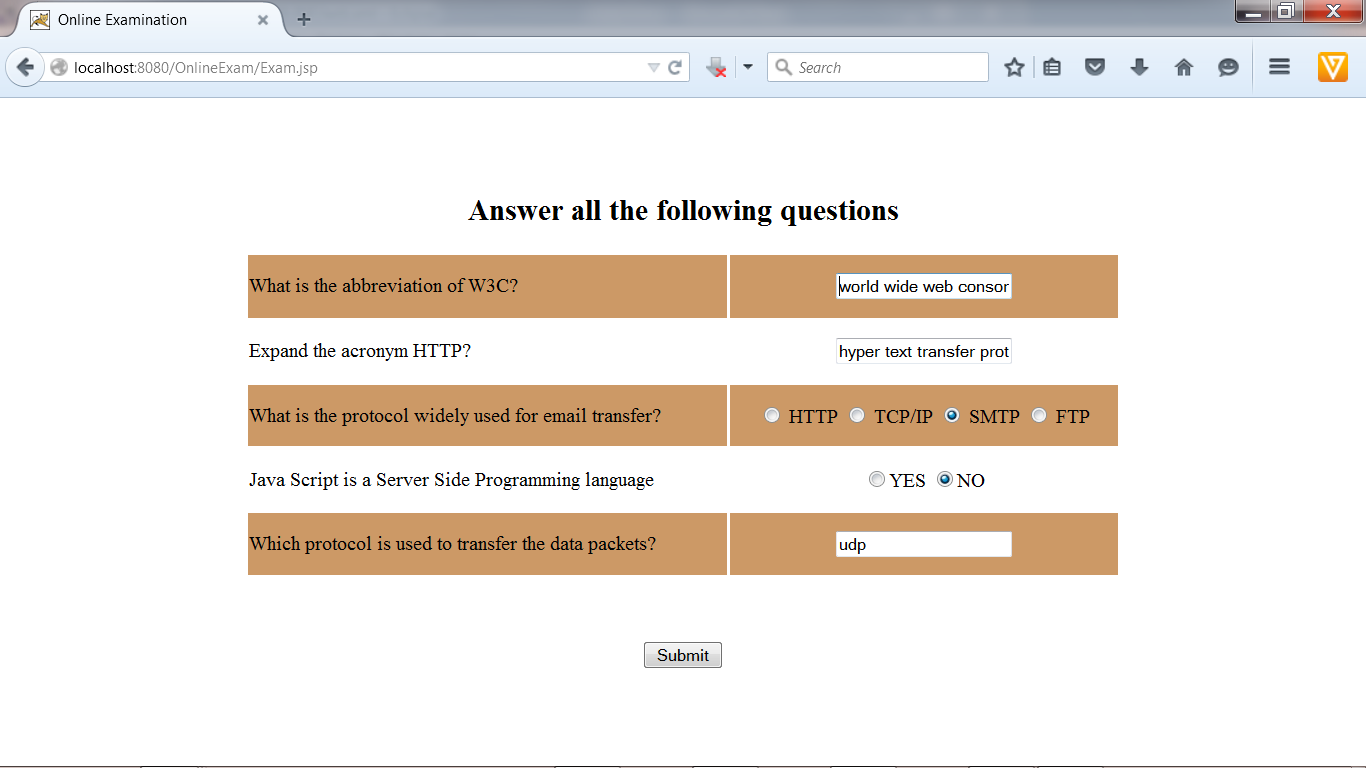 Online Examination
localhost:8080/OnlineExam/Exam.jsp
Search
Answer all the following questions
What is the abbreviation of W3C? world wide web consor
Expand the acronym HTTP? hyper text transfer prot
What is the protocol widely used for email transfer? HTTP TCP/IP SMTP FTP
Java Script is a Server Side Programming language YES NO
Which protocol is used to transfer the data packets? udp
Submit